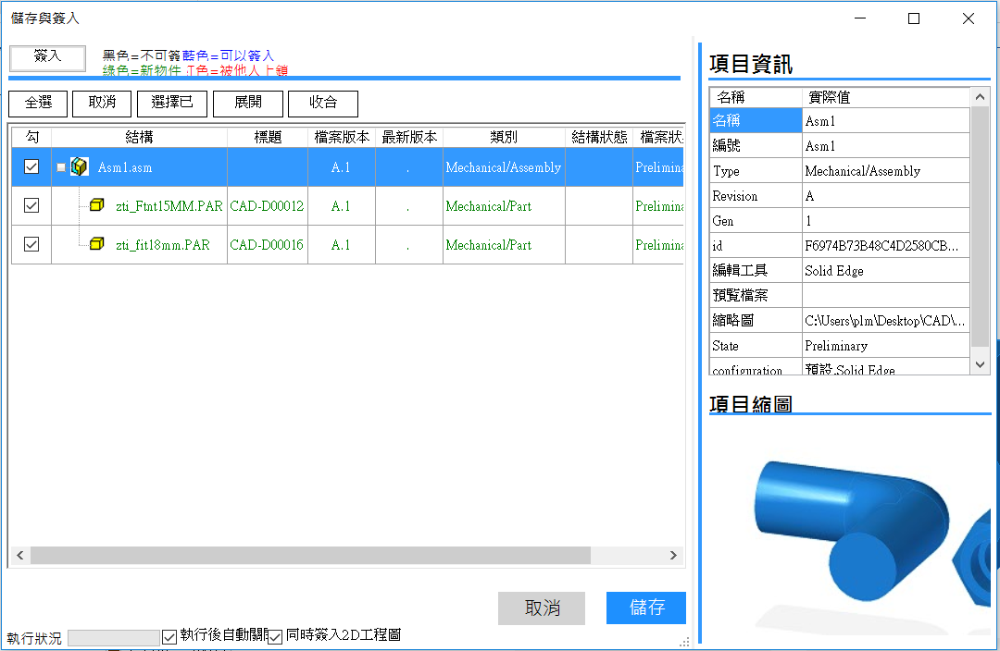 儲存與簽入
簽入
黑色=不可簽 藍色=可以簽入
綠色=新物件 紅色=被他人上鎖
全選 取消 選擇已 展開 收合
勾 結構 標題 檔案版本 最新版本 類別 結構狀態 檔案狀
Asm1.asm A.1 . Mechanical/Assembly Prelimina
zti_Ftnt15MM.PAR CAD-D00012 A.1 . Mechanical/Part Prelimina
zti_fit18mm.PAR CAD-D00016 A.1 . Mechanical/Part Prelimina
取消 儲存
執行狀況 執行後自動關閉 同時簽入2D工程圖
項目資訊
名稱 實際值
名稱 Asm1
編號 Asm1
Type Mechanical/Assembly
Revision A
Gen 1
id F6974B73B48C4D2580CB...
編輯工具 Solid Edge
預覧檔案
縮略圖 C:\Users\plm\Desktop\CAD\...
State Preliminary
configuration 預設,Solid Edge
項目縮圖